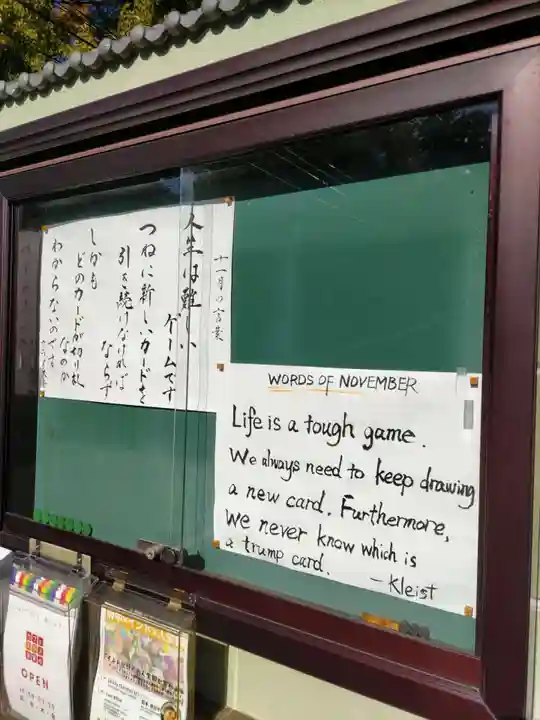 十一月の言葉
人生は難しい
ゲームです
つねに新しいカードを
引き続けなければ
ならず
しかも
どのカードが切り札
なのか
わからないのです
WORDS OF NOVEMBER
Life is a tough game.
We always need to keep drawing
a new card. Furthermore,
we never know which is
a trump card.
-Kleist
OPEN